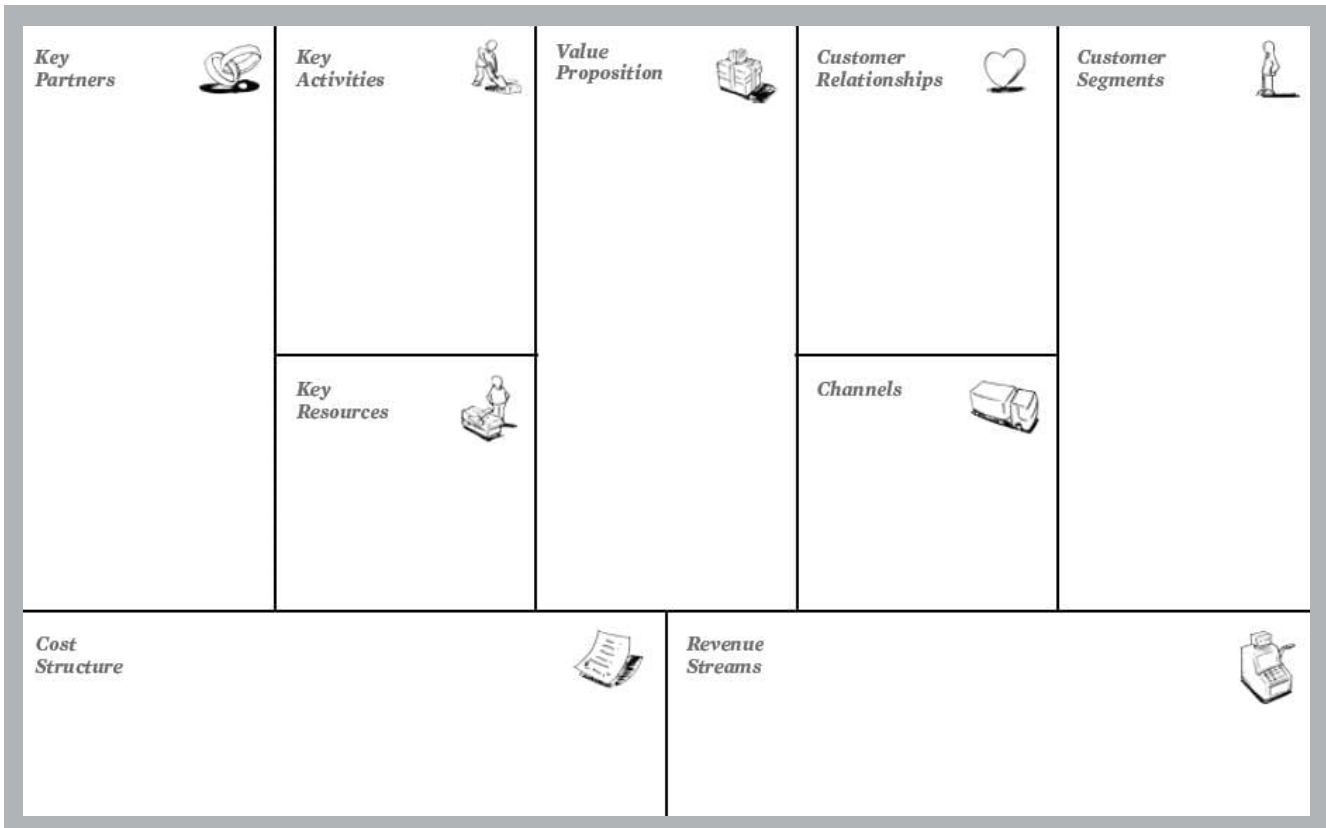 Key
Partners
Key
Activities
Value
Proposition
Customer
Relationships
Customer
Segments
Key
Resources
Channels
Cost
Structure
Revenue
Streams